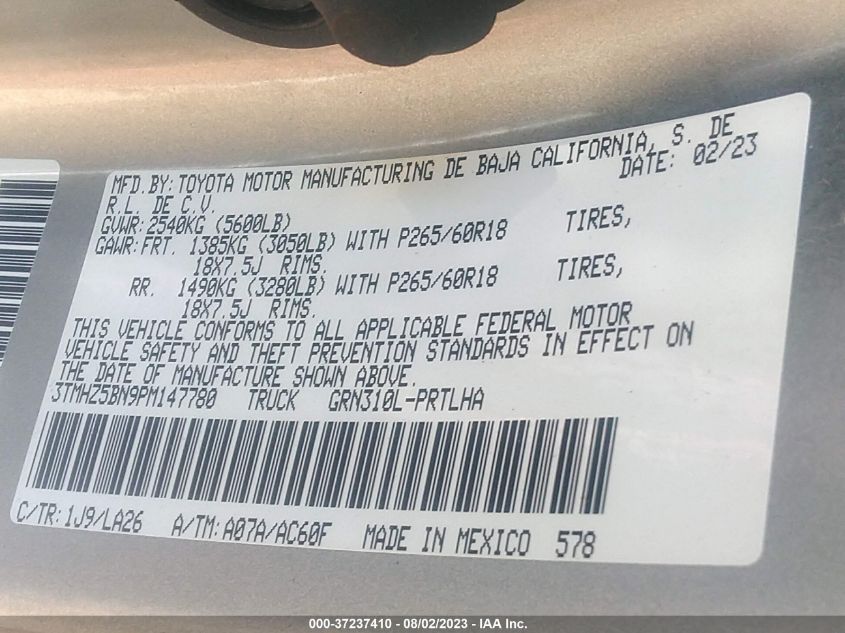 MFD.BY:TOYOTA MOTOR MANUFACTURING DE BAJA CALIFORNIA, S. DE
R.L. DE C.V. DATE: 02/23
GVWR:2540KG (5600LB)
GAWR:FRT. 1385KG (3050LB) WITH P265/60R18 TIRES,
18X7.5J RIMS.
RR. 1490KG (3280LB) WITH P265/60R18 TIRES,
18X7.5J RIMS.
THIS VEHICLE CONFORMS TO ALL APPLICABLE FEDERAL MOTOR
VEHICLE SAFETY AND THEFT PREVENTION STANDARDS IN EFFECT ON
THE DATE OF MANUFACTURE SHOWN ABOVE.
3TMHZ5BN9PM147780 TRUCK GRN310L-PRTLHA
C/TR:1J9/LA26 A/TM:A07A/AC60F MADE IN MEXICO 578
000-37237410 - 08/02/2023 - IAA Inc.